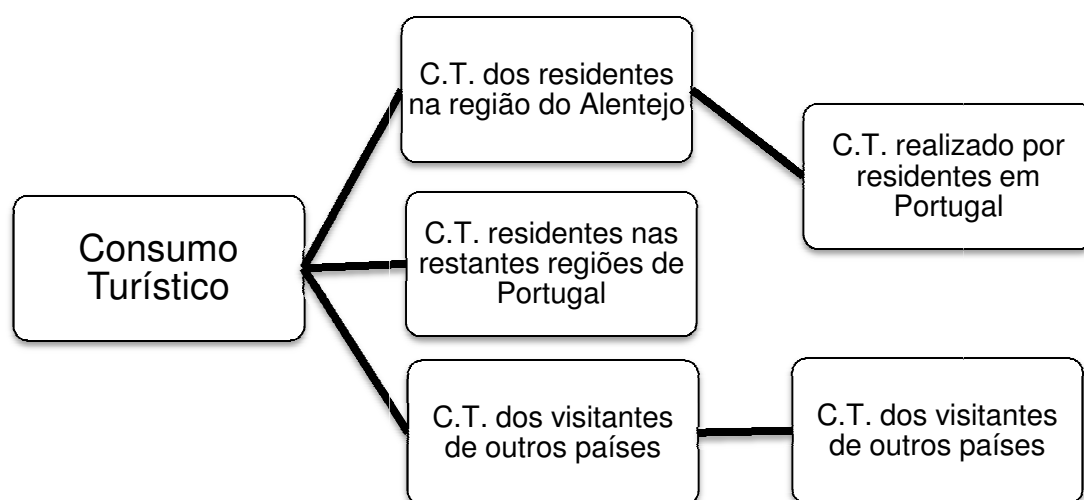 C.T. dos residentes
na região do Alentejo
C.T. realizado por
residentes em
Portugal
Consumo
Turístico
C.T. residentes nas
restantes regiões de
Portugal
C.T. dos visitantes
de outros países
C.T. dos visitantes
de outros países